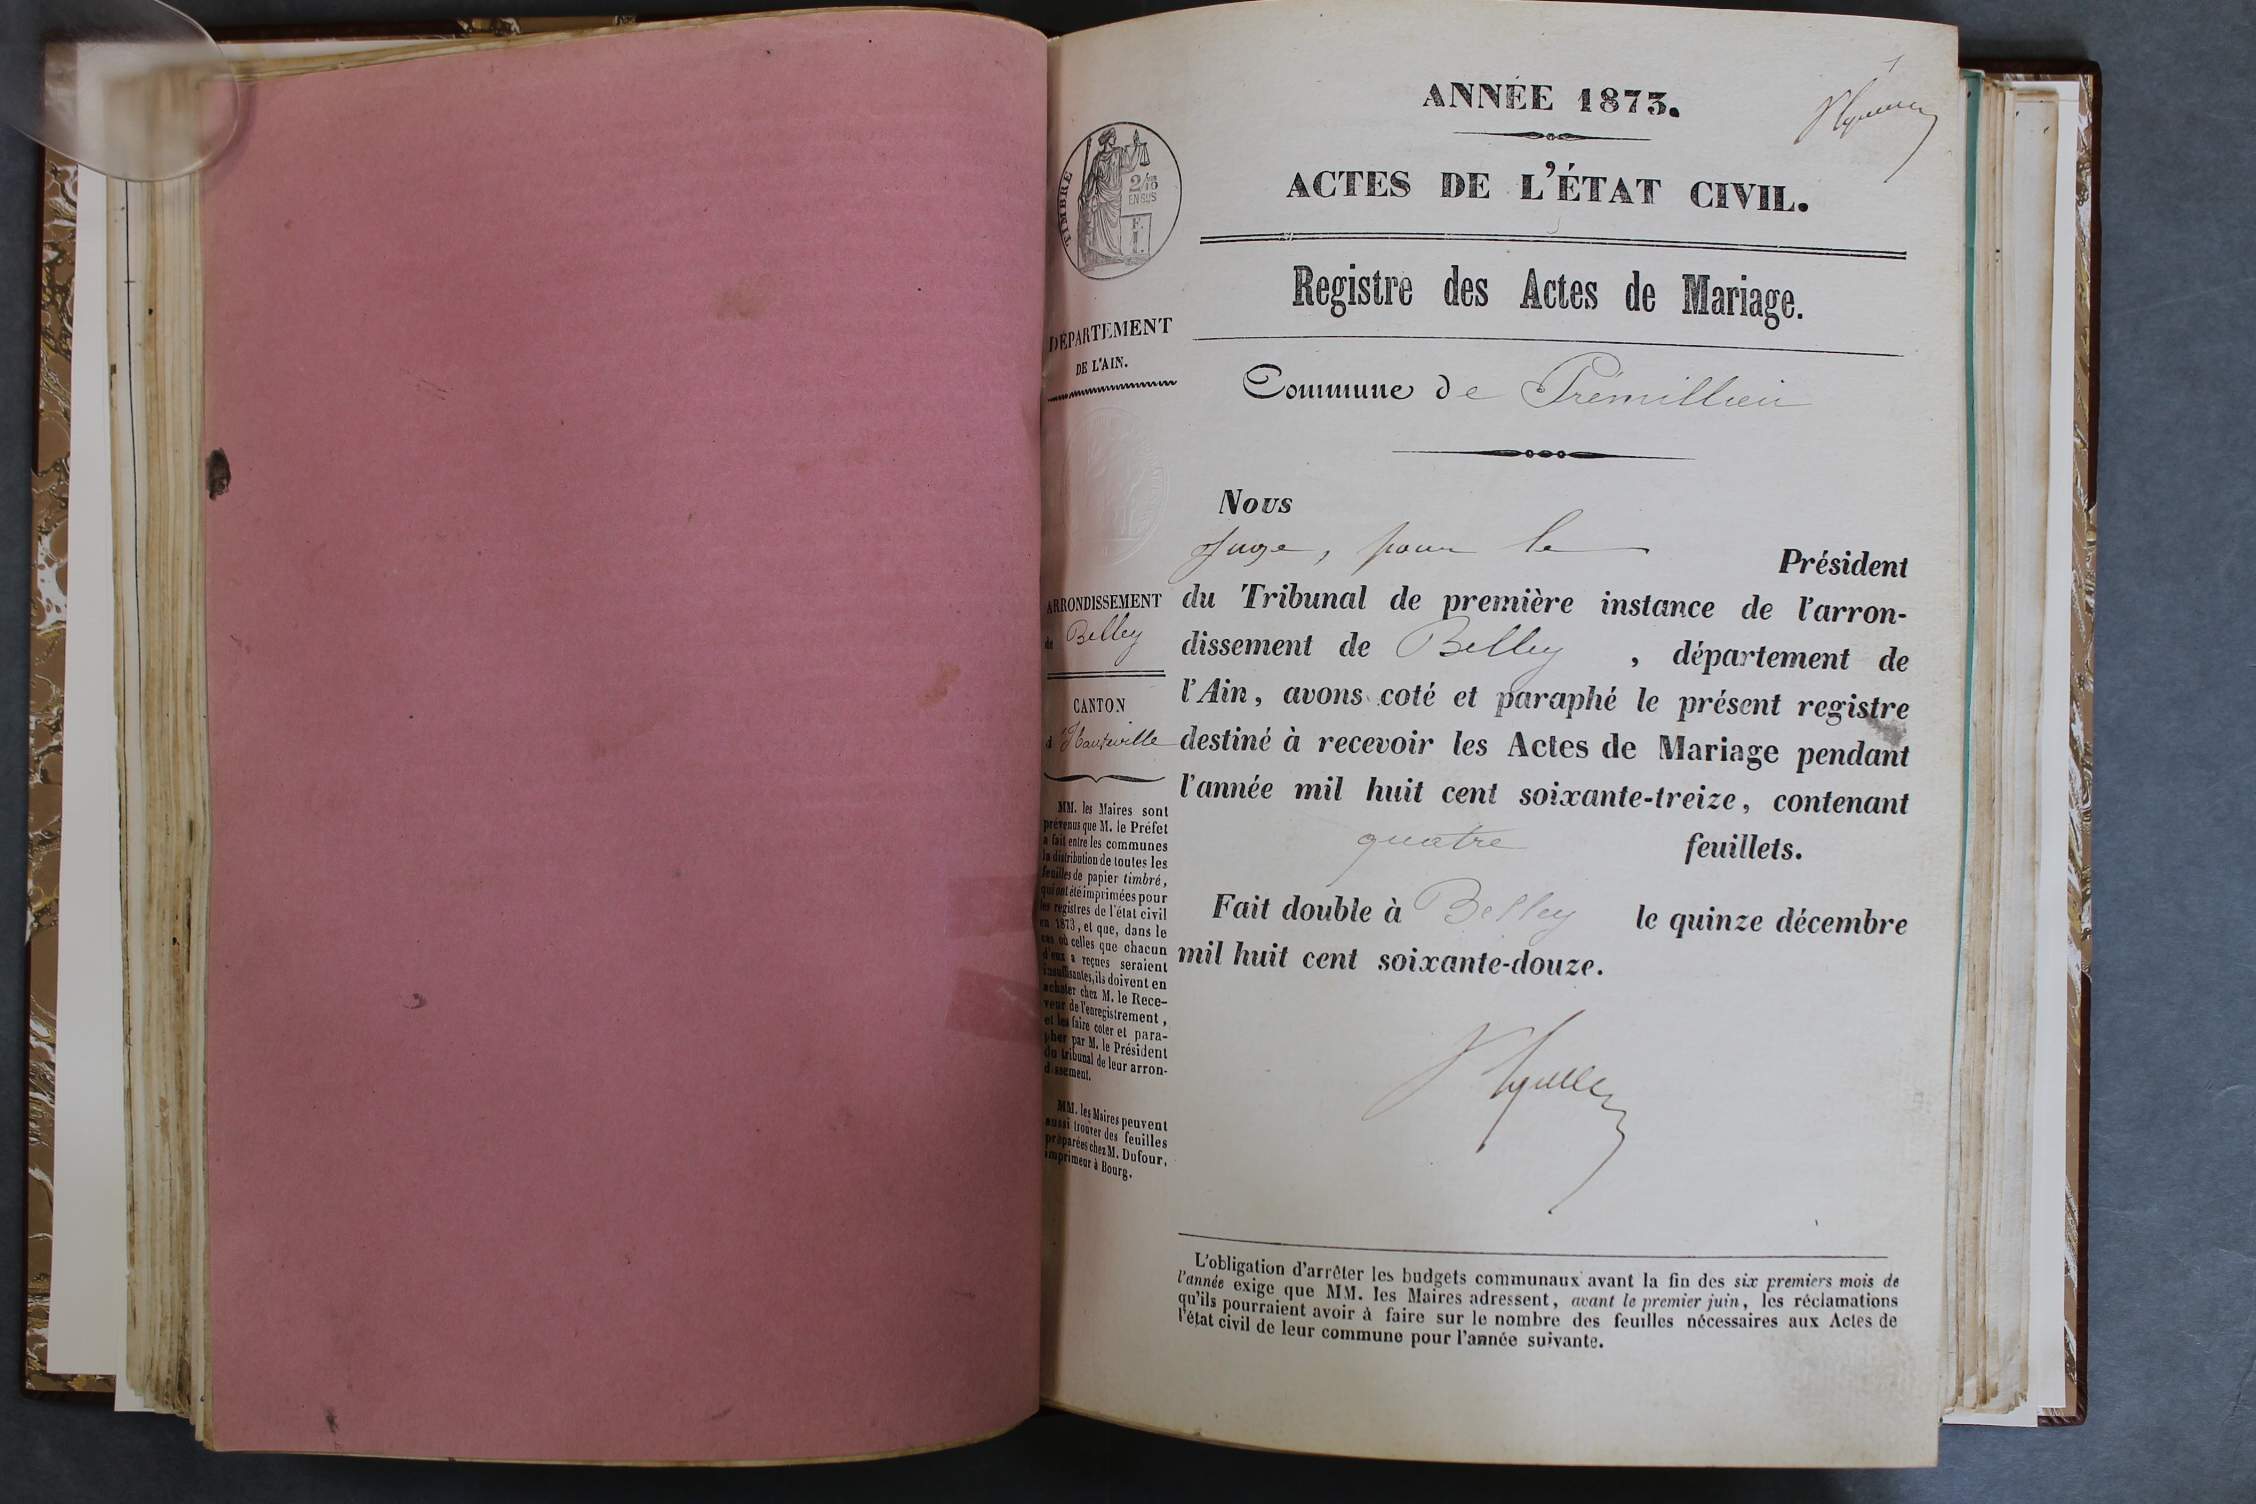 1
ANNÉE 1873.
ACTES DE L'ÉTAT CIVIL.
Registre des Actes de Mariage.
Commune de Prémillieu
TIMBRE
2/10
EN SUS
F.
1.
DÉPARTEMENT
DE L'AIN.
ARRONDISSEMENT
de Belley
CANTON
d'Hauteville
MM. les Maires sont
prévenus que M. le Préfet
a fait entre les communes
la distribution de toutes les
feuilles de papier timbré,
qui ont été imprimées pour
les registres de l'état civil
en 1873, et que, dans le
cas où celles que chacun
d'eux a reçues seraient
insuffisantes, ils doivent en
acheter chez M. le Rece-
veur de l'enregistrement,
et les faire coter et para-
pher par M. le Président
du tribunal de leur arron-
dissement.
MM. les Maires peuvent
aussi trouver des feuilles
préparées chez M. Dufour,
imprimeur à Bourg.
Nous
Juge, pour le Président
du Tribunal de première instance de l'arron-
dissement de Belley , département de
l'Ain, avons coté et paraphé le présent registre
destiné à recevoir les Actes de Mariage pendant
l'année mil huit cent soixante-treize, contenant
quatre feuillets.
Fait double à Belley le quinze décembre
mil huit cent soixante-douze.
L'obligation d'arrêter les budgets communaux avant la fin des six premiers mois de
l'année exige que MM. les Maires adressent, avant le premier juin, les réclamations
qu'ils pourraient avoir à faire sur le nombre des feuilles nécessaires aux Actes de
l'état civil de leur commune pour l'année suivante.